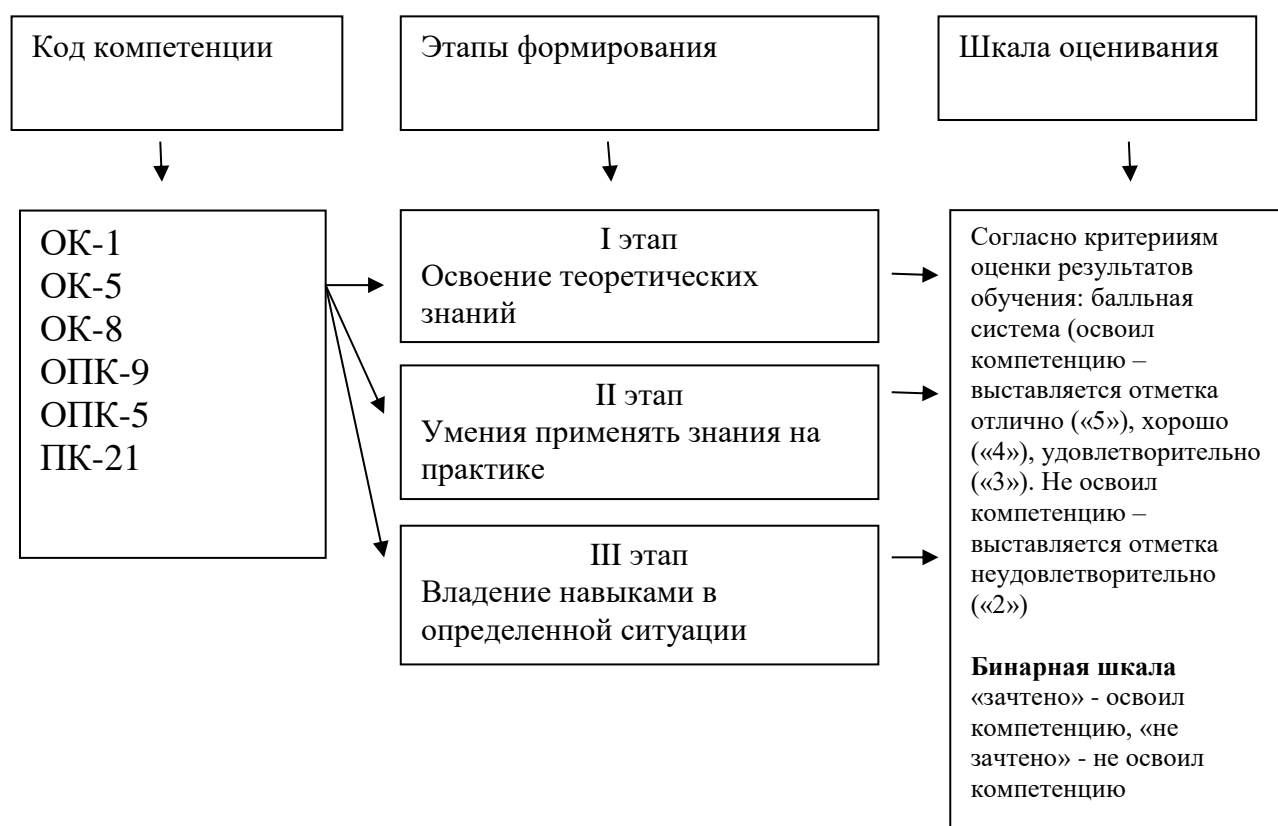 Код компетенции
Этапы формирования
Шкала оценивания
ОК-1
ОК-5
ОК-8
ОПК-9
ОПК-5
ПК-21
I этап
Освоение теоретических
знаний
II этап
Умения применять знания на
практике
III этап
Владение навыками в
определенной ситуации
Согласно критерииям
оценки результатов
обучения: балльная
система (освоил
компетенцию –
выставляется отметка
отлично («5»), хорошо
(«4»), удовлетворительно
(«3»). Не освоил
компетенцию –
выставляется отметка
неудовлетворительно
(«2»)
Бинарная шкала
«зачтено» - освоил
компетенцию, «не
зачтено» - не освоил
компетенцию